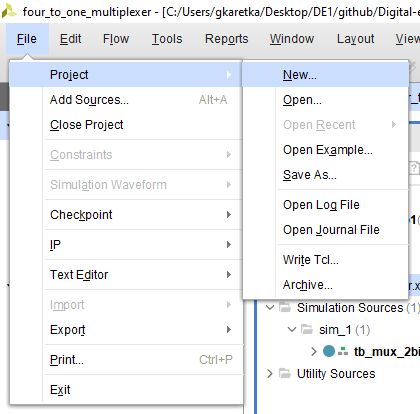 four_to_one_multiplexer - [C:/Users/gkaretka/Desktop/DE1/github/Digital-e
File Edit Flow Tools Reports Window Layout View
Project
Add Sources... Alt+A
Close Project
Constraints
Simulation Waveform
Checkpoint
IP
Text Editor
Import
Export
Print... Ctrl+P
Exit
New...
Open...
Open Recent
Open Example...
Save As...
Open Log File
Open Journal File
Write Tcl...
Archive...
Simulation Sources (1)
sim_1 (1)
tb_mux_2bi
Utility Sources